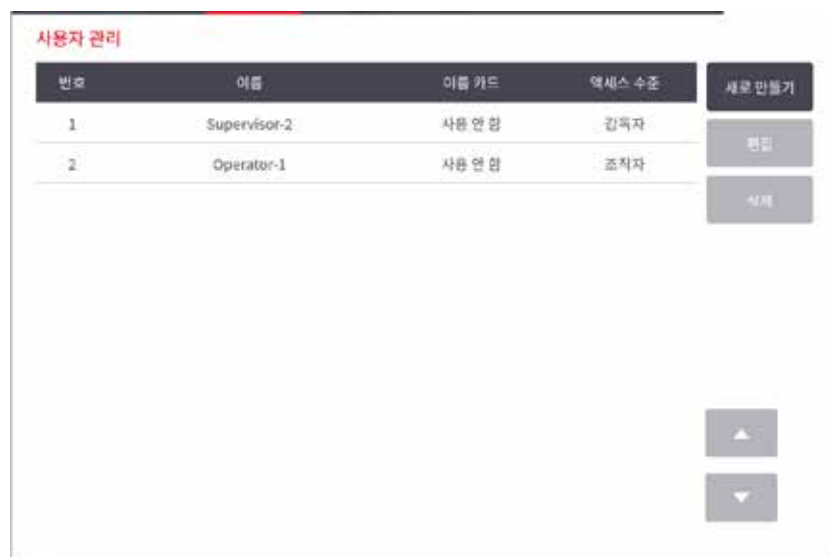 사용자 관리
번호 이름 이름 카드 액세스 수준 새로 만들기
1 Supervisor-2 사용 안 함 감독자
편집
2 Operator-1 사용 안 함 조작자
삭제